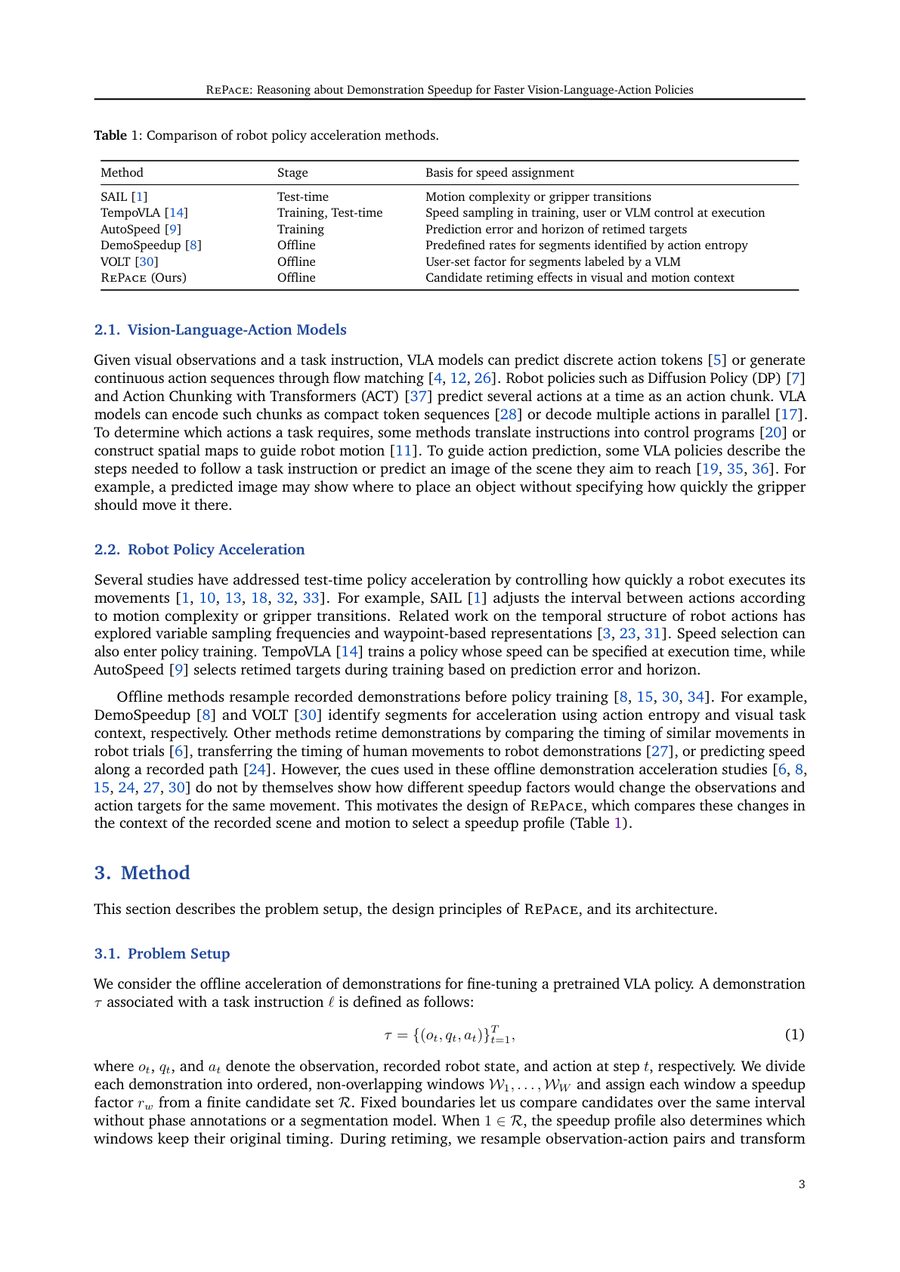 REPACE: Reasoning about Demonstration Speedup for Faster Vision-Language-Action Policies
Table 1: Comparison of robot policy acceleration methods.
Method Stage Basis for speed assignment
SAIL [1] Test-time Motion complexity or gripper transitions
TempoVLA [14] Training, Test-time Speed sampling in training, user or VLM control at execution
AutoSpeed [9] Training Prediction error and horizon of retimed targets
DemoSpeedup [8] Offline Predefined rates for segments identified by action entropy
VOLT [30] Offline User-set factor for segments labeled by a VLM
REPACE (Ours) Offline Candidate retiming effects in visual and motion context
2.1. Vision-Language-Action Models
Given visual observations and a task instruction, VLA models can predict discrete action tokens [5] or generate
continuous action sequences through flow matching [4, 12, 26]. Robot policies such as Diffusion Policy (DP) [7]
and Action Chunking with Transformers (ACT) [37] predict several actions at a time as an action chunk. VLA
models can encode such chunks as compact token sequences [28] or decode multiple actions in parallel [17].
To determine which actions a task requires, some methods translate instructions into control programs [20] or
construct spatial maps to guide robot motion [11]. To guide action prediction, some VLA policies describe the
steps needed to follow a task instruction or predict an image of the scene they aim to reach [19, 35, 36]. For
example, a predicted image may show where to place an object without specifying how quickly the gripper
should move it there.
2.2. Robot Policy Acceleration
Several studies have addressed test-time policy acceleration by controlling how quickly a robot executes its
movements [1, 10, 13, 18, 32, 33]. For example, SAIL [1] adjusts the interval between actions according
to motion complexity or gripper transitions. Related work on the temporal structure of robot actions has
explored variable sampling frequencies and waypoint-based representations [3, 23, 31]. Speed selection can
also enter policy training. TempoVLA [14] trains a policy whose speed can be specified at execution time, while
AutoSpeed [9] selects retimed targets during training based on prediction error and horizon.
Offline methods resample recorded demonstrations before policy training [8, 15, 30, 34]. For example,
DemoSpeedup [8] and VOLT [30] identify segments for acceleration using action entropy and visual task
context, respectively. Other methods retime demonstrations by comparing the timing of similar movements in
robot trials [6], transferring the timing of human movements to robot demonstrations [27], or predicting speed
along a recorded path [24]. However, the cues used in these offline demonstration acceleration studies [6, 8,
15, 24, 27, 30] do not by themselves show how different speedup factors would change the observations and
action targets for the same movement. This motivates the design of REPACE, which compares these changes in
the context of the recorded scene and motion to select a speedup profile (Table 1).
3. Method
This section describes the problem setup, the design principles of REPACE, and its architecture.
3.1. Problem Setup
We consider the offline acceleration of demonstrations for fine-tuning a pretrained VLA policy. A demonstration
τ associated with a task instruction ℓ is defined as follows:
τ = {(o_t, q_t, a_t)}_{t=1}^T, (1)
where o_t, q_t, and a_t denote the observation, recorded robot state, and action at step t, respectively. We divide
each demonstration into ordered, non-overlapping windows W_1, . . . , W_W and assign each window a speedup
factor r_w from a finite candidate set R. Fixed boundaries let us compare candidates over the same interval
without phase annotations or a segmentation model. When 1 ∈ R, the speedup profile also determines which
windows keep their original timing. During retiming, we resample observation-action pairs and transform
3